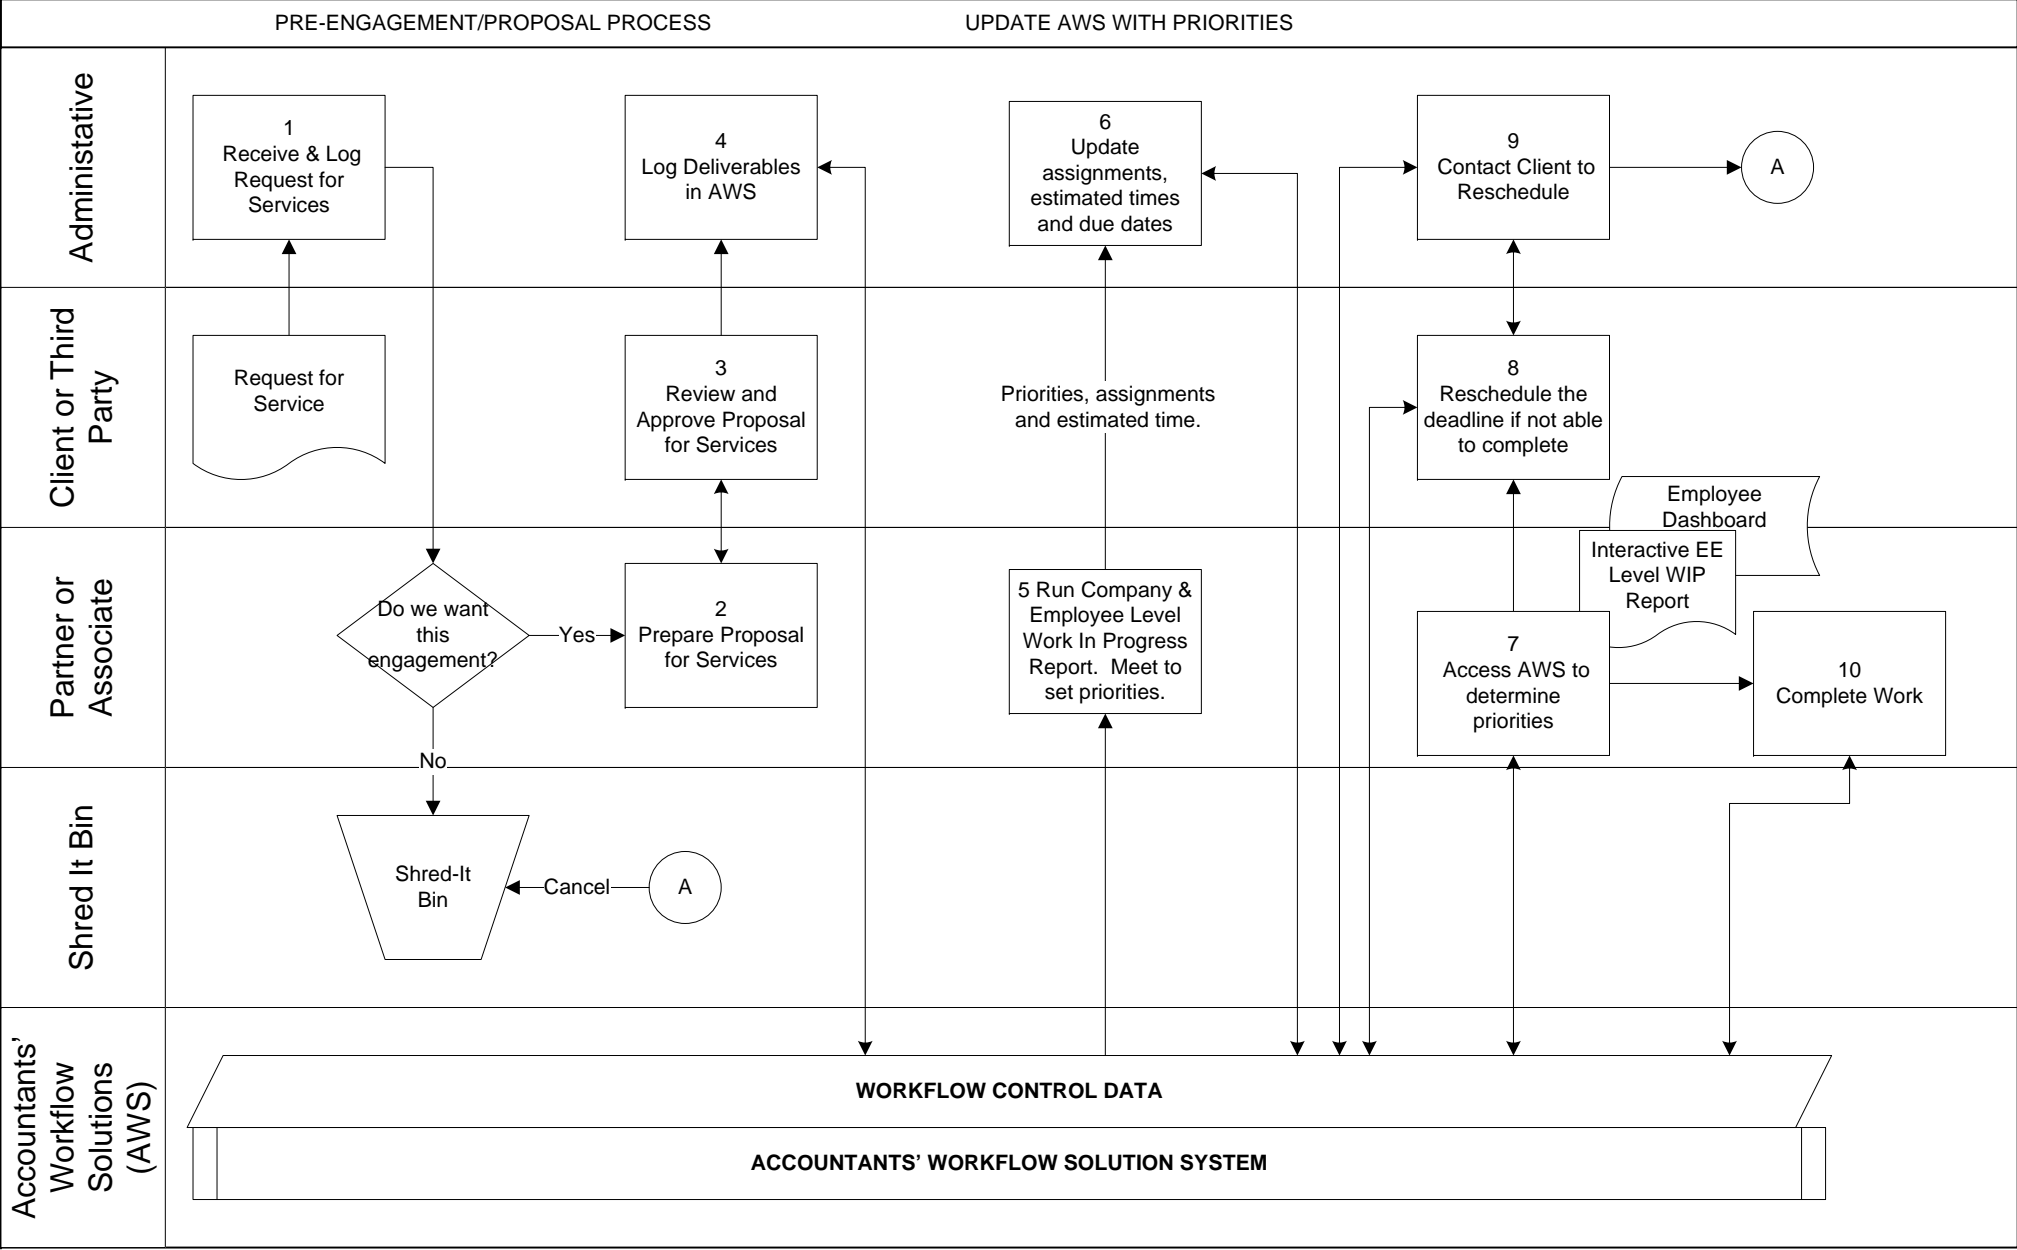 PRE-ENGAGEMENT/PROPOSAL PROCESS
UPDATE AWS WITH PRIORITIES
Administative
1
Receive & Log
Request for
Services
4
Log Deliverables
in AWS
6
Update
assignments,
estimated times
and due dates
9
Contact Client to
Reschedule
A
Client or Third
Party
Request for
Service
3
Review and
Approve Proposal
for Services
Priorities, assignments
and estimated time.
8
Reschedule the
deadline if not able
to complete
Employee
Dashboard
Interactive EE
Level WIP
Report
Partner or
Associate
Do we want
this
engagement?
Yes
2
Prepare Proposal
for Services
5 Run Company &
Employee Level
Work In Progress
Report.  Meet to
set priorities.
7
Access AWS to
determine
priorities
10
Complete Work
No
Shred It Bin
Shred-It
Bin
Cancel
A
Accountants’
Workflow
Solutions
(AWS)
WORKFLOW CONTROL DATA
ACCOUNTANTS’ WORKFLOW SOLUTION SYSTEM